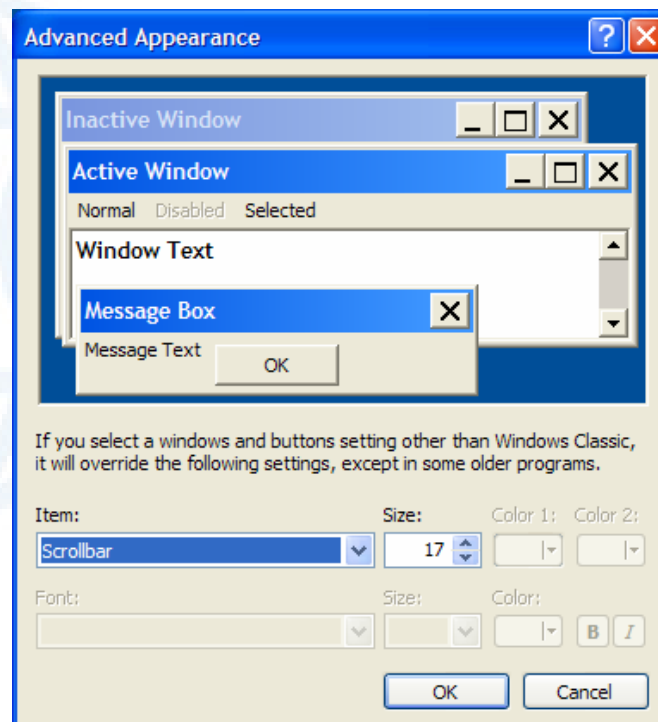 Advanced Appearance
Inactive Window
Active Window
Normal Disabled Selected
Window Text
Message Box
Message Text
OK
If you select a windows and buttons setting other than Windows Classic,
it will override the following settings, except in some older programs.
Item: Size: Color 1: Color 2:
Scrollbar 17
Font: Size: Color:
B I
OK Cancel